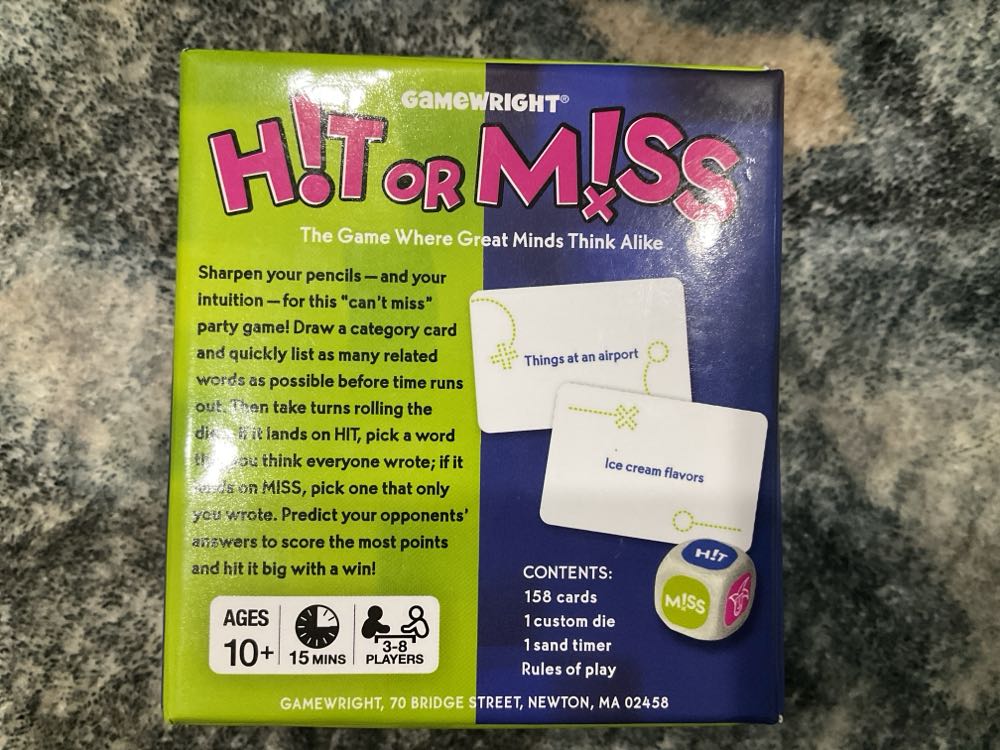 GAMEWRIGHT®
H!T OR M!SS™
The Game Where Great Minds Think Alike
Sharpen your pencils — and your
intuition — for this "can't miss"
party game! Draw a category card
and quickly list as many related
words as possible before time runs
out. Then take turns rolling the
die. If it lands on HIT, pick a word
that you think everyone wrote; if it
lands on MISS, pick one that only
you wrote. Predict your opponents'
answers to score the most points
and hit it big with a win!
Things at an airport
Ice cream flavors
H!T
M!SS
CONTENTS:
158 cards
1 custom die
1 sand timer
Rules of play
AGES
10+
15 MINS
3-8
PLAYERS
GAMEWRIGHT, 70 BRIDGE STREET, NEWTON, MA 02458